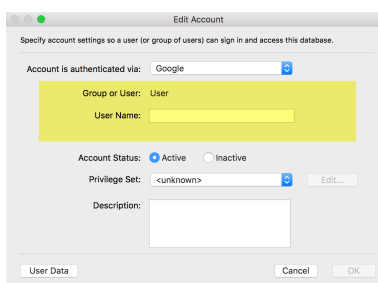 Edit Account
Specify account settings so a user (or group of users) can sign in and access this database.
Account is authenticated via: Google
Group or User: User
User Name:
Account Status: Active Inactive
Privilege Set: <unknown> Edit...
Description:
User Data Cancel OK